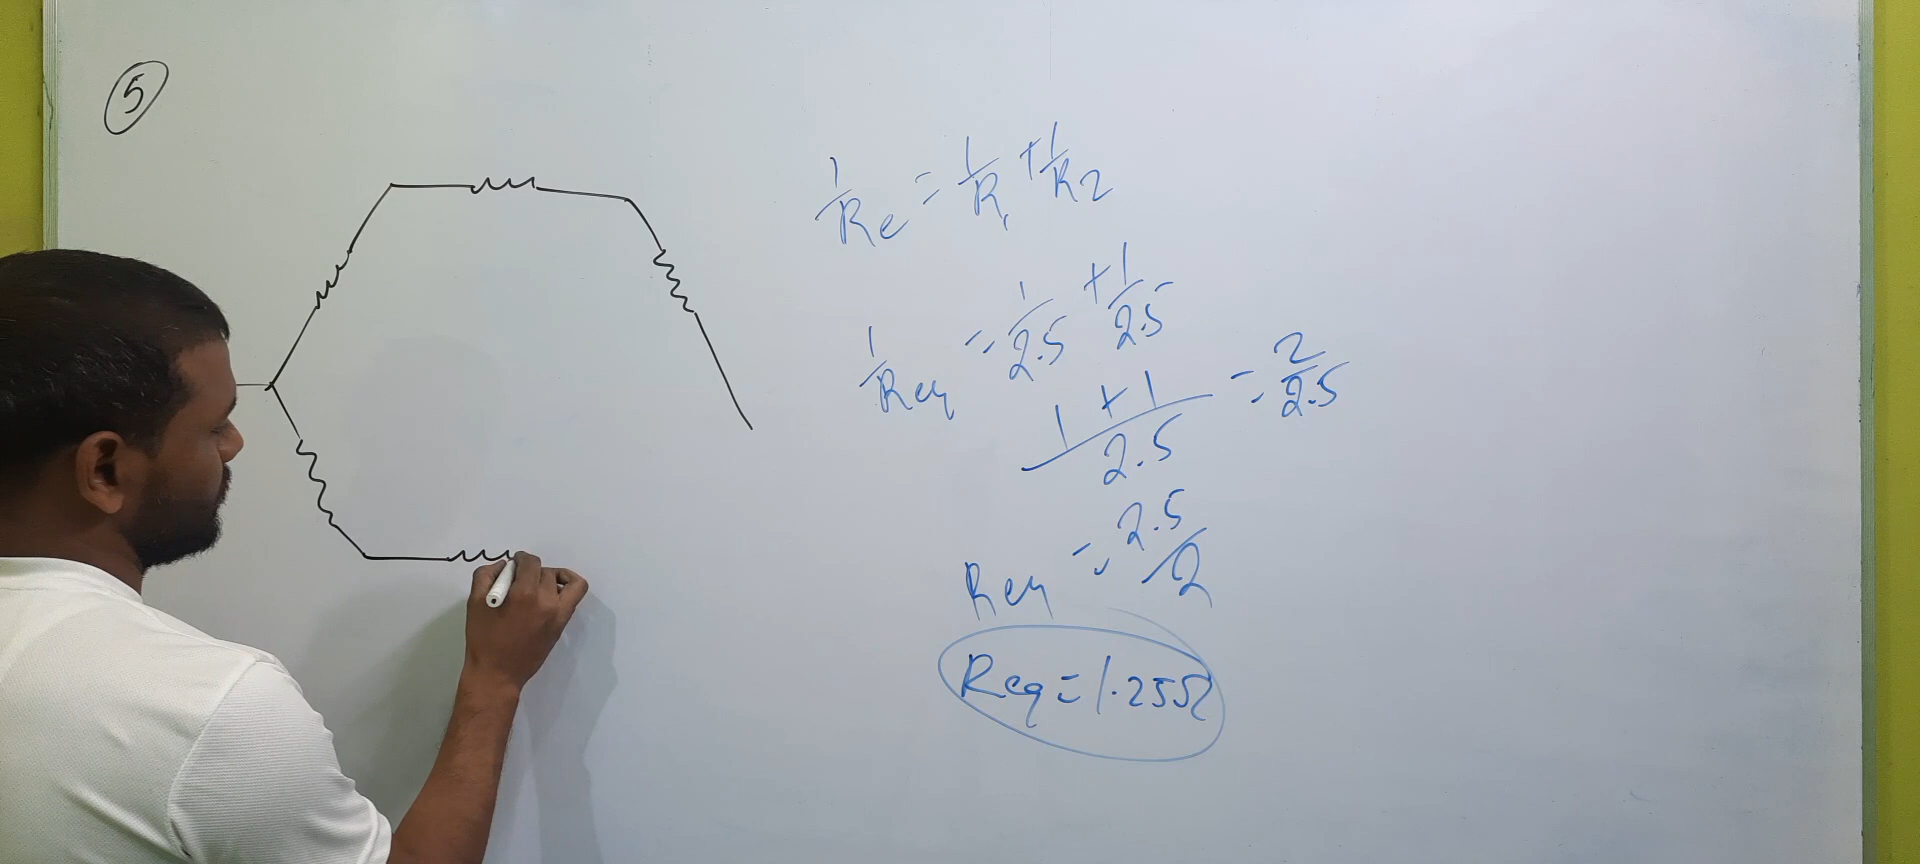 5
1/Re = 1/R1 + 1/R2
1/Req = 1/2.5 + 1/2.5
1 + 1/2.5 = 2/2.5
Req = 2.5/2
Req = 1.25Ω